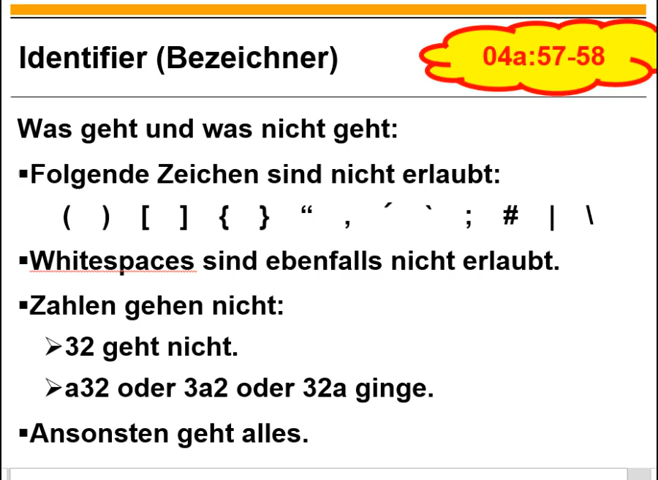 Identifier (Bezeichner)
04a:57-58
Was geht und was nicht geht:
▪Folgende Zeichen sind nicht erlaubt:
( ) [ ] { } “ , ´ ` ; # | \
▪Whitespaces sind ebenfalls nicht erlaubt.
▪Zahlen gehen nicht:
➢32 geht nicht.
➢a32 oder 3a2 oder 32a ginge.
▪Ansonsten geht alles.